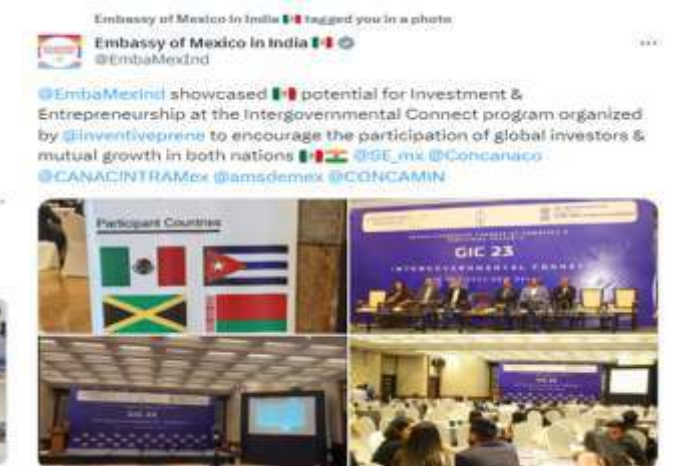 Embassy of Mexico in India 🇲🇽 tagged you in a photo
Embassy of Mexico in India 🇲🇽
@EmbaMexInd
@EmbaMexInd showcased 🇲🇽 potential for Investment &
Entrepreneurship at the Intergovernmental Connect program organized
by @inventiveprene to encourage the participation of global investors &
mutual growth in both nations 🇲🇽🇮🇳 @SE_mx @Concanaco
@CANACINTRAMex @amsdemex @CONCAMIN
Participant Countries
GIC 23
INTERGOVERNMENTAL CONNECT
GIC 23